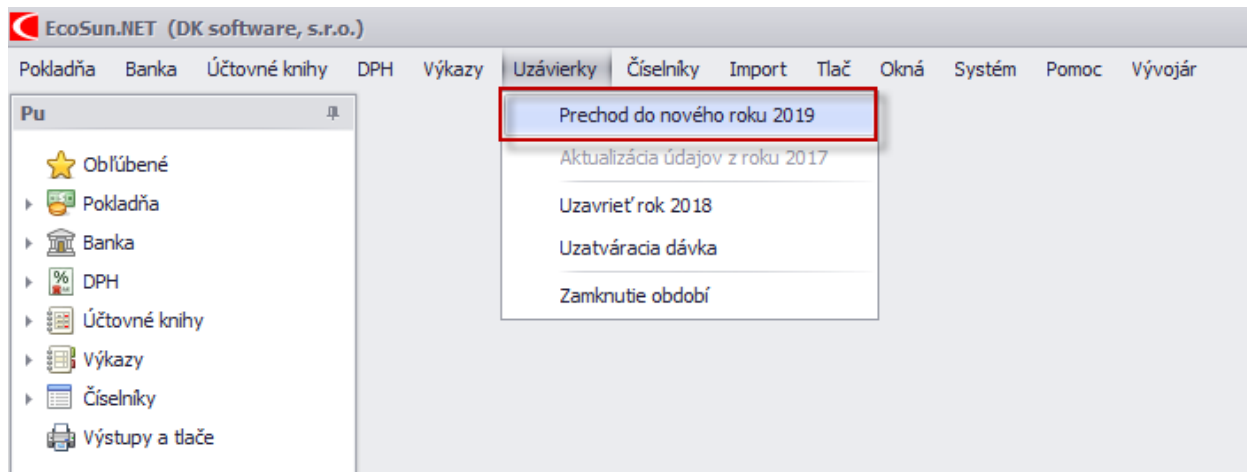 EcoSun.NET (DK software, s.r.o.)
Pokladňa Banka Účtovné knihy DPH Výkazy Uzávierky Číselníky Import Tlač Okná Systém Pomoc Vývojár
Pu
Obľúbené
Pokladňa
Banka
DPH
Účtovné knihy
Výkazy
Číselníky
Výstupy a tlače
Prechod do nového roku 2019
Aktualizácia údajov z roku 2017
Uzavrieť rok 2018
Uzatváracia dávka
Zamknutie období